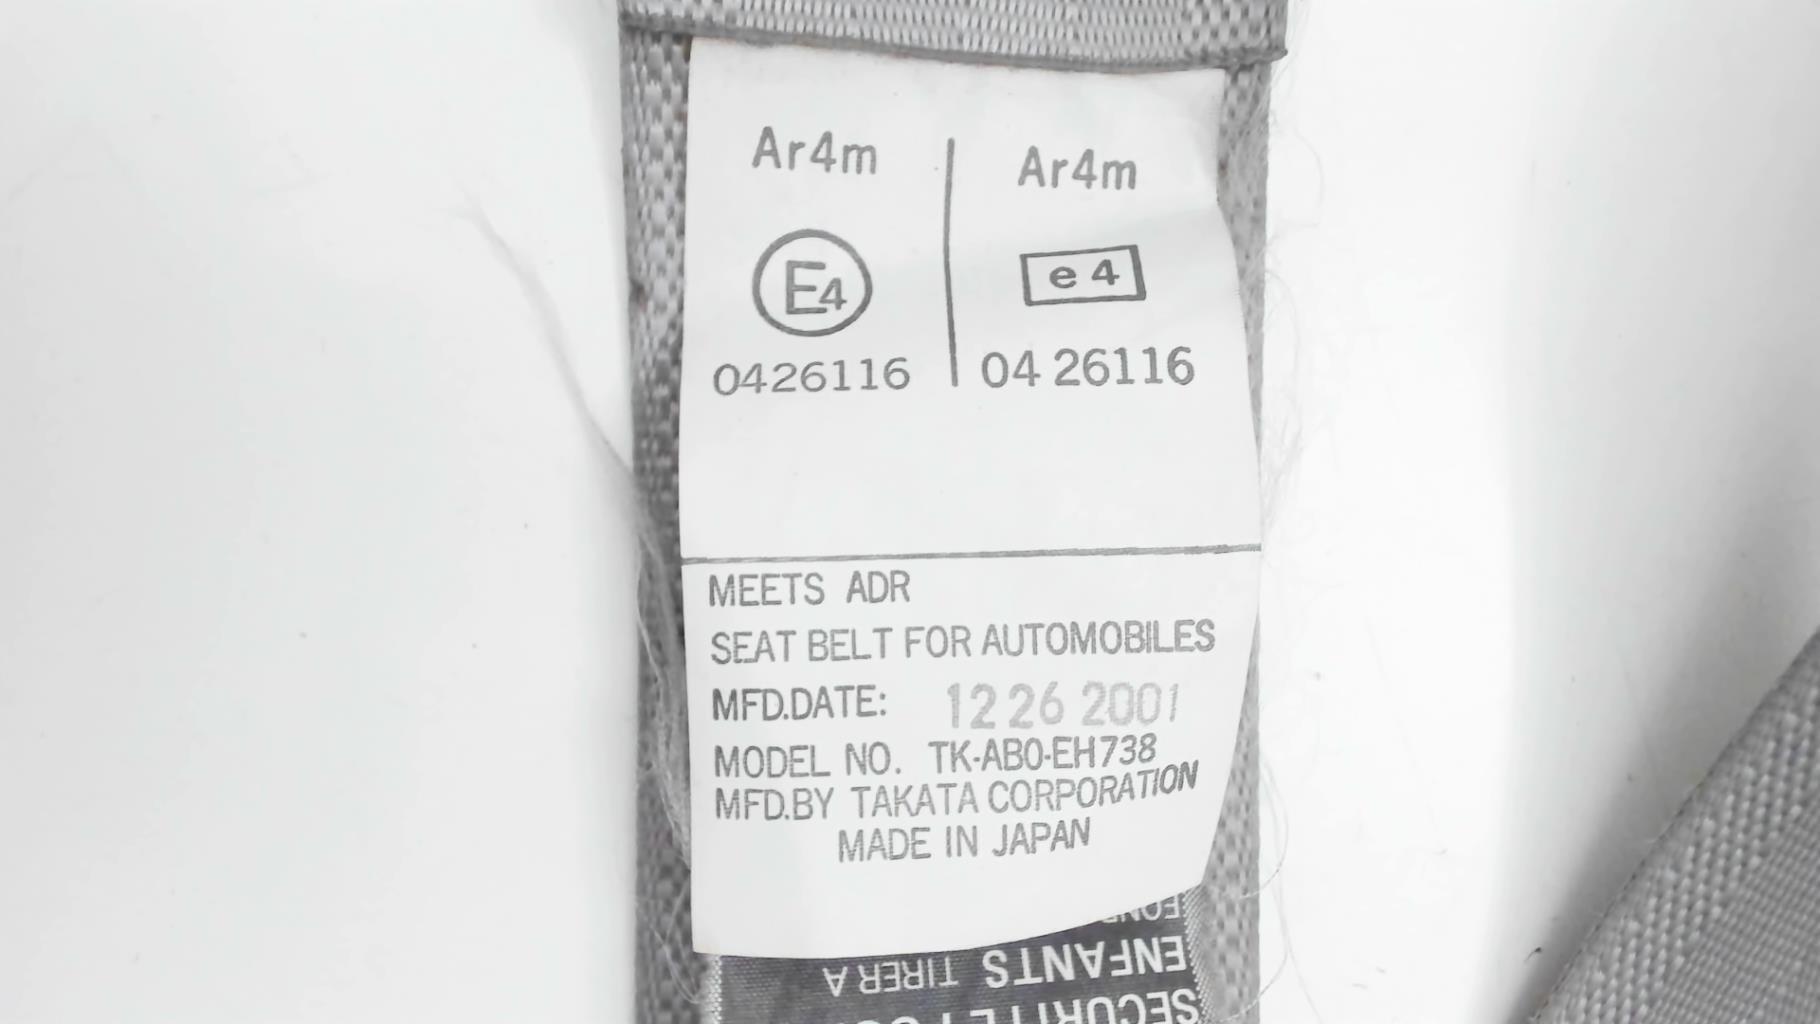 Ar4m
E4
0426116
Ar4m
e4
04 26116
MEETS ADR
SEAT BELT FOR AUTOMOBILES
MFD.DATE: 12 26 2001
MODEL NO. TK-AB0-EH738
MFD.BY TAKATA CORPORATION
MADE IN JAPAN
ENFANTS TIRER A